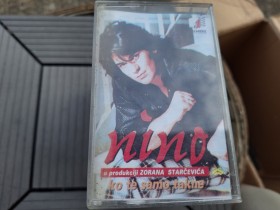 nino
u produkciji ZORANA STARČEVIĆA
ko te samo takne